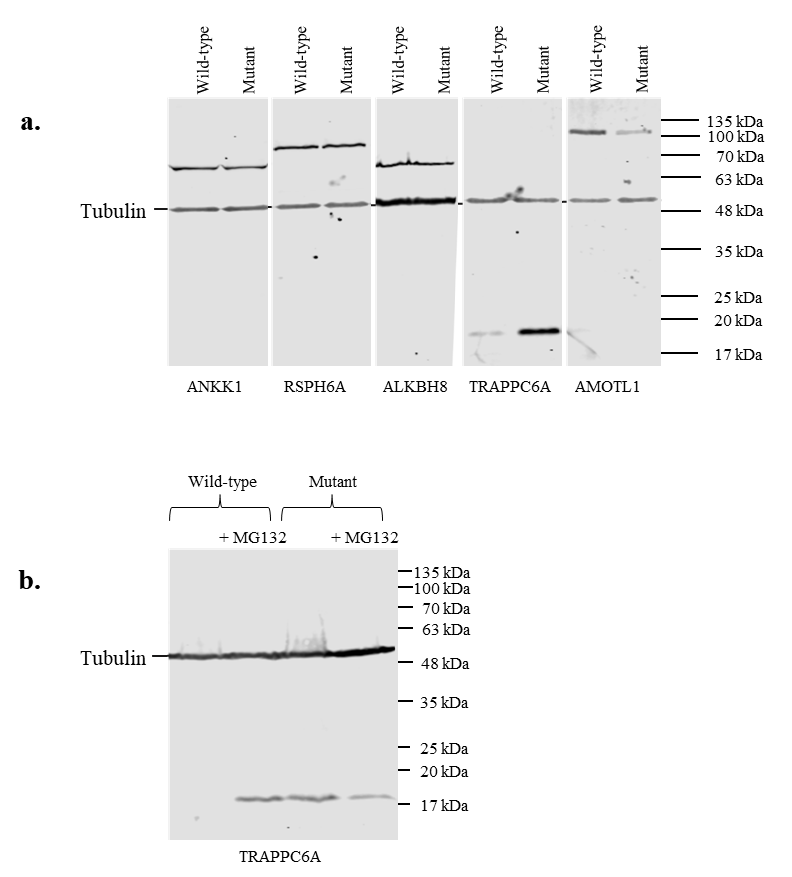 Wild-type Mutant Wild-type Mutant Wild-type Mutant Wild-type Mutant Wild-type Mutant
a.
135 kDa
100 kDa
70 kDa
63 kDa
Tubulin 48 kDa
35 kDa
25 kDa
20 kDa
17 kDa
ANKK1 RSPH6A ALKBH8 TRAPPC6A AMOTL1
Wild-type Mutant
+ MG132 + MG132
b.
135 kDa
100 kDa
70 kDa
63 kDa
Tubulin 48 kDa
35 kDa
25 kDa
20 kDa
17 kDa
TRAPPC6A